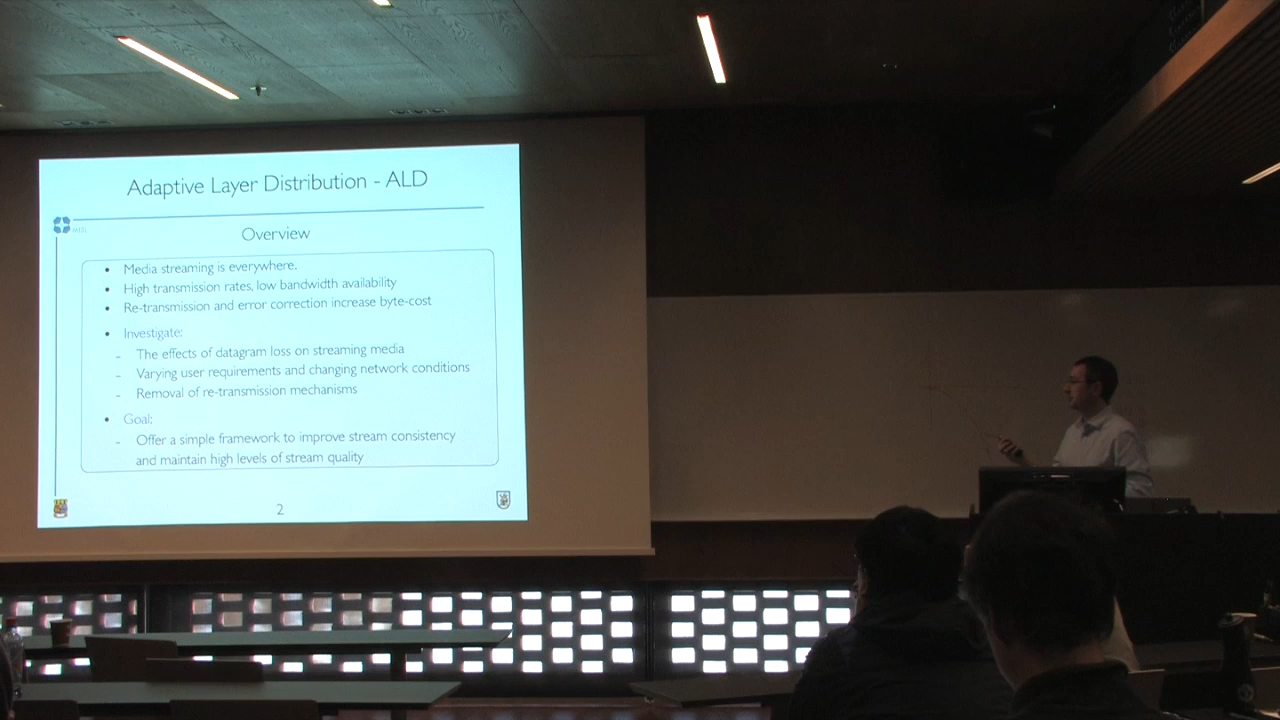 Adaptive Layer Distribution - ALD
Overview
• Media streaming is everywhere.
• High transmission rates, low bandwidth availability
• Re-transmission and error correction increase byte-cost
• Investigate:
- The effects of datagram loss on streaming media
- Varying user requirements and changing network conditions
- Removal of re-transmission mechanisms
• Goal:
- Offer a simple framework to improve stream consistency
and maintain high levels of stream quality
2